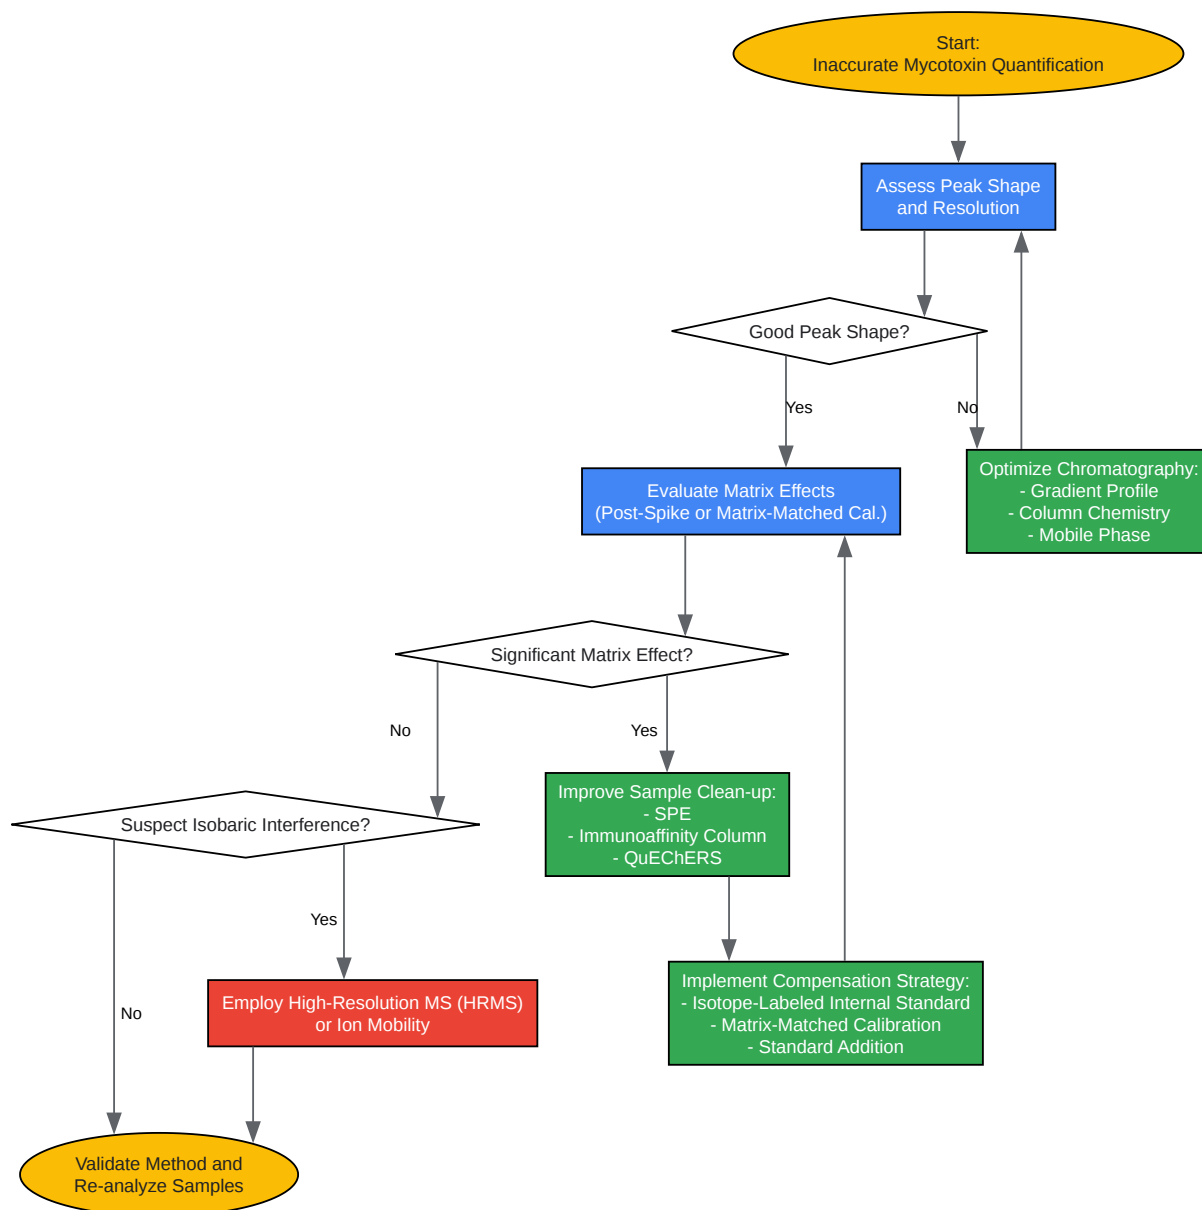 Start:
Inaccurate Mycotoxin Quantification
Assess Peak Shape
and Resolution
Good Peak Shape?
Yes
No
Optimize Chromatography:
- Gradient Profile
- Column Chemistry
- Mobile Phase
Evaluate Matrix Effects
(Post-Spike or Matrix-Matched Cal.)
Significant Matrix Effect?
No
Yes
Improve Sample Clean-up:
- SPE
- Immunoaffinity Column
- QuEChERS
Suspect Isobaric Interference?
Yes
No
Employ High-Resolution MS (HRMS)
or Ion Mobility
Implement Compensation Strategy:
- Isotope-Labeled Internal Standard
- Matrix-Matched Calibration
- Standard Addition
Validate Method and
Re-analyze Samples